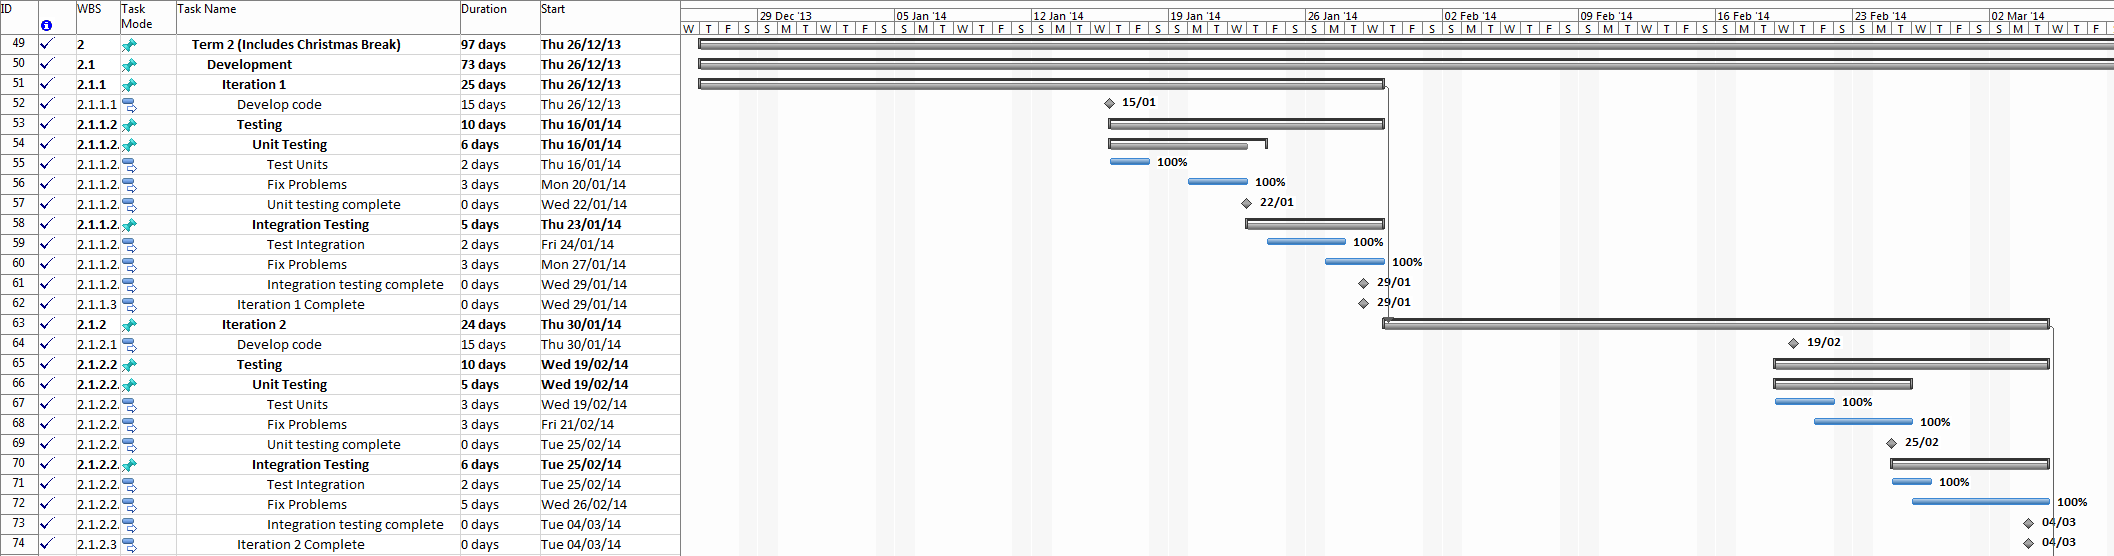 ID WBS Task Mode Task Name Duration Start
29 Dec '13 05 Jan '14 12 Jan '14 19 Jan '14 26 Jan '14 02 Feb '14 09 Feb '14 16 Feb '14 23 Feb '14 02 Mar '14
W T F S S M T W T F S S M T W T F S S M T W T F S S M T W T F S S M T W T F S S M T W T F S S M T W T F S S M T W T F S S M T W T F S S M T W T F
49 2 Term 2 (Includes Christmas Break) 97 days Thu 26/12/13
50 2.1 Development 73 days Thu 26/12/13
51 2.1.1 Iteration 1 25 days Thu 26/12/13
52 2.1.1.1 Develop code 15 days Thu 26/12/13 15/01
53 2.1.1.2 Testing 10 days Thu 16/01/14
54 2.1.1.2. Unit Testing 6 days Thu 16/01/14
55 2.1.1.2. Test Units 2 days Thu 16/01/14 100%
56 2.1.1.2. Fix Problems 3 days Mon 20/01/14 100%
57 2.1.1.2. Unit testing complete 0 days Wed 22/01/14 22/01
58 2.1.1.2. Integration Testing 5 days Thu 23/01/14
59 2.1.1.2. Test Integration 2 days Fri 24/01/14 100%
60 2.1.1.2. Fix Problems 3 days Mon 27/01/14 100%
61 2.1.1.2. Integration testing complete 0 days Wed 29/01/14 29/01
62 2.1.1.3 Iteration 1 Complete 0 days Wed 29/01/14 29/01
63 2.1.2 Iteration 2 24 days Thu 30/01/14
64 2.1.2.1 Develop code 15 days Thu 30/01/14 19/02
65 2.1.2.2 Testing 10 days Wed 19/02/14
66 2.1.2.2. Unit Testing 5 days Wed 19/02/14
67 2.1.2.2. Test Units 3 days Wed 19/02/14 100%
68 2.1.2.2. Fix Problems 3 days Fri 21/02/14 100%
69 2.1.2.2. Unit testing complete 0 days Tue 25/02/14 25/02
70 2.1.2.2. Integration Testing 6 days Tue 25/02/14
71 2.1.2.2. Test Integration 2 days Tue 25/02/14 100%
72 2.1.2.2. Fix Problems 5 days Wed 26/02/14 100%
73 2.1.2.2. Integration testing complete 0 days Tue 04/03/14 04/03
74 2.1.2.3 Iteration 2 Complete 0 days Tue 04/03/14 04/03